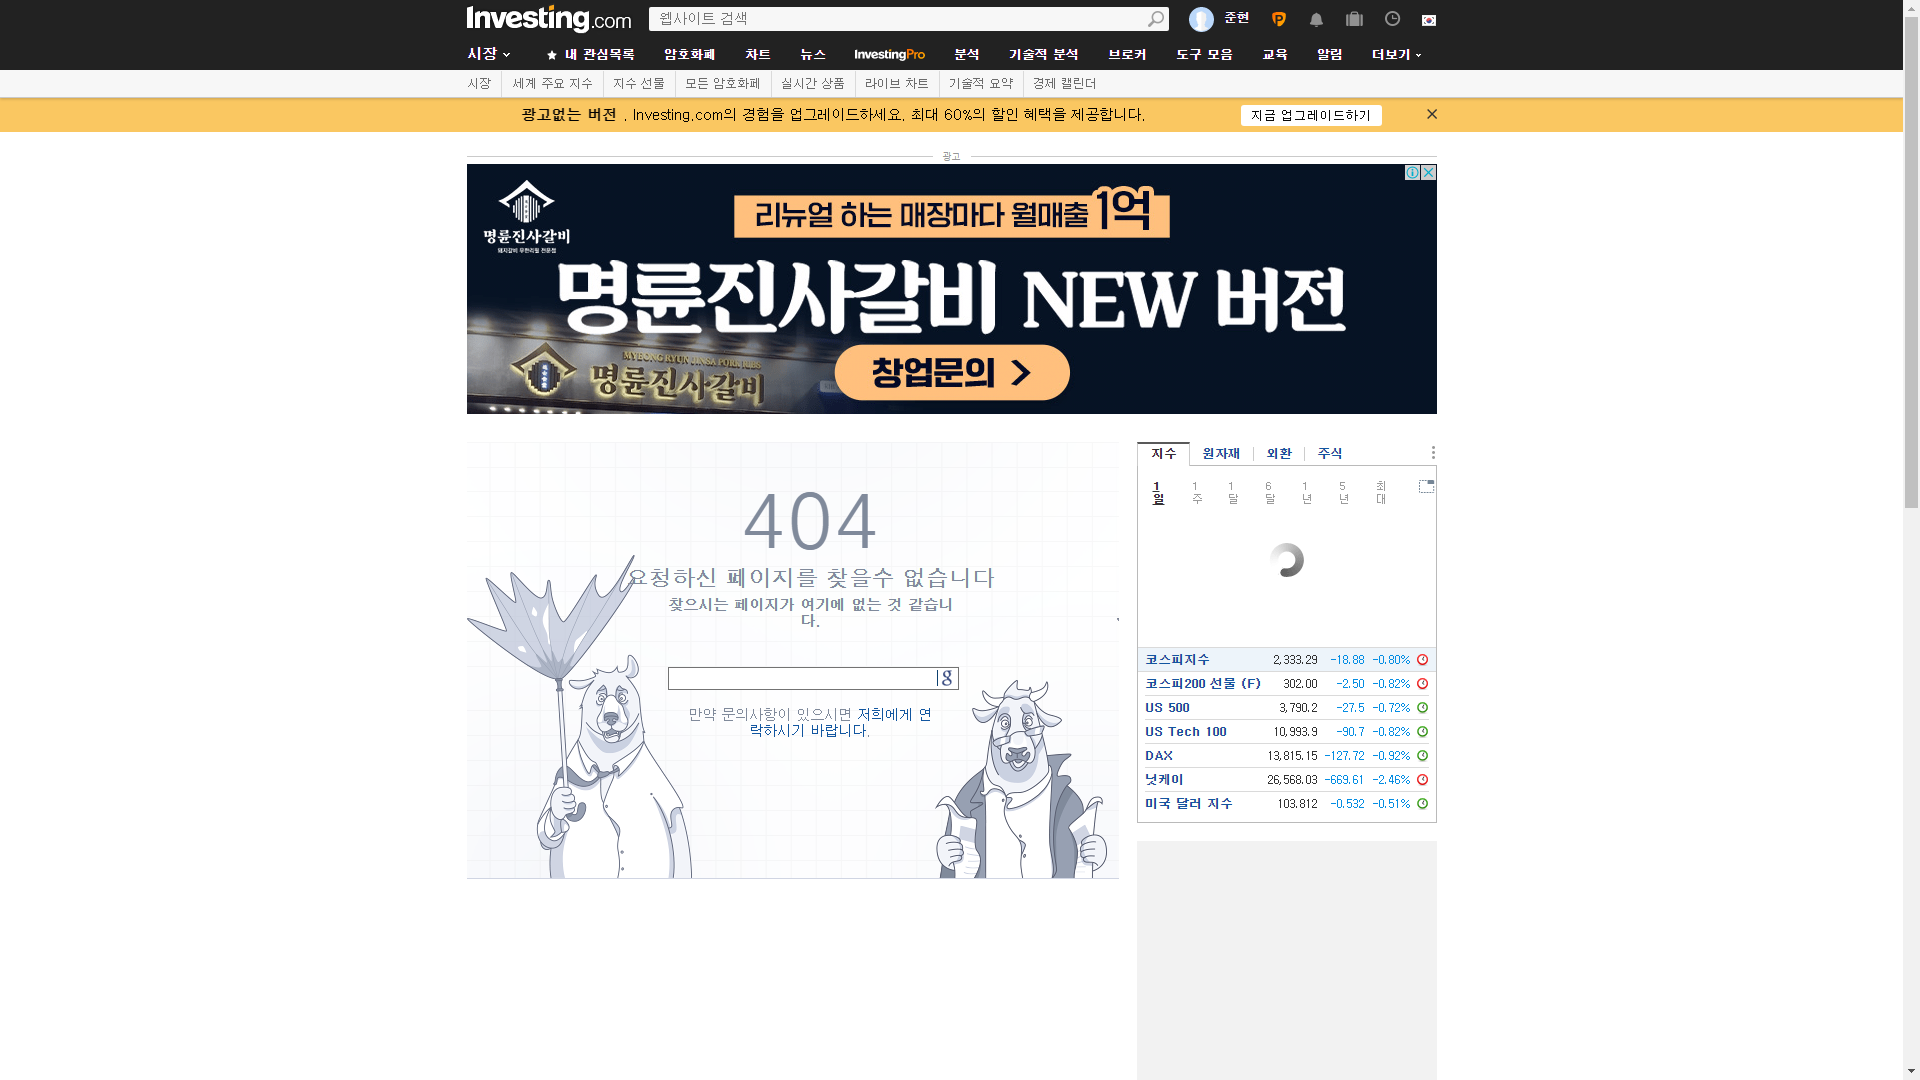 Investing.com
웹사이트 검색
준현
시장
내 관심목록
암호화폐
차트
뉴스
InvestingPro
분석
기술적 분석
브로커
도구 모음
교육
알림
더보기
시장
세계 주요 지수
지수 선물
모든 암호화폐
실시간 상품
라이브 차트
기술적 요약
경제 캘린더
광고없는 버전 . Investing.com의 경험을 업그레이드하세요. 최대 60%의 할인 혜택을 제공합니다.
지금 업그레이드하기
광고
명륜진사갈비
돼지갈비 무한리필 전문점
리뉴얼 하는 매장마다 월매출 1억
명륜진사갈비 NEW 버전
MYEONG RYUN JINSA PORK RIBS
명륜진사갈비
창업문의 >
404
요청하신 페이지를 찾을수 없습니다
찾으시는 페이지가 여기에 없는 것 같습니
다.
g
만약 문의사항이 있으시면 저희에게 연
락하시기 바랍니다.
지수 원자재 외환 주식
1 1 1 6 1 5 최
일 주 달 달 년 년 대
코스피지수 2,333.29 -18.88 -0.80%
코스피200 선물 (F) 302.00 -2.50 -0.82%
US 500 3,790.2 -27.5 -0.72%
US Tech 100 10,993.9 -90.7 -0.82%
DAX 13,815.15 -127.72 -0.92%
닛케이 26,568.03 -669.61 -2.46%
미국 달러 지수 103.812 -0.532 -0.51%